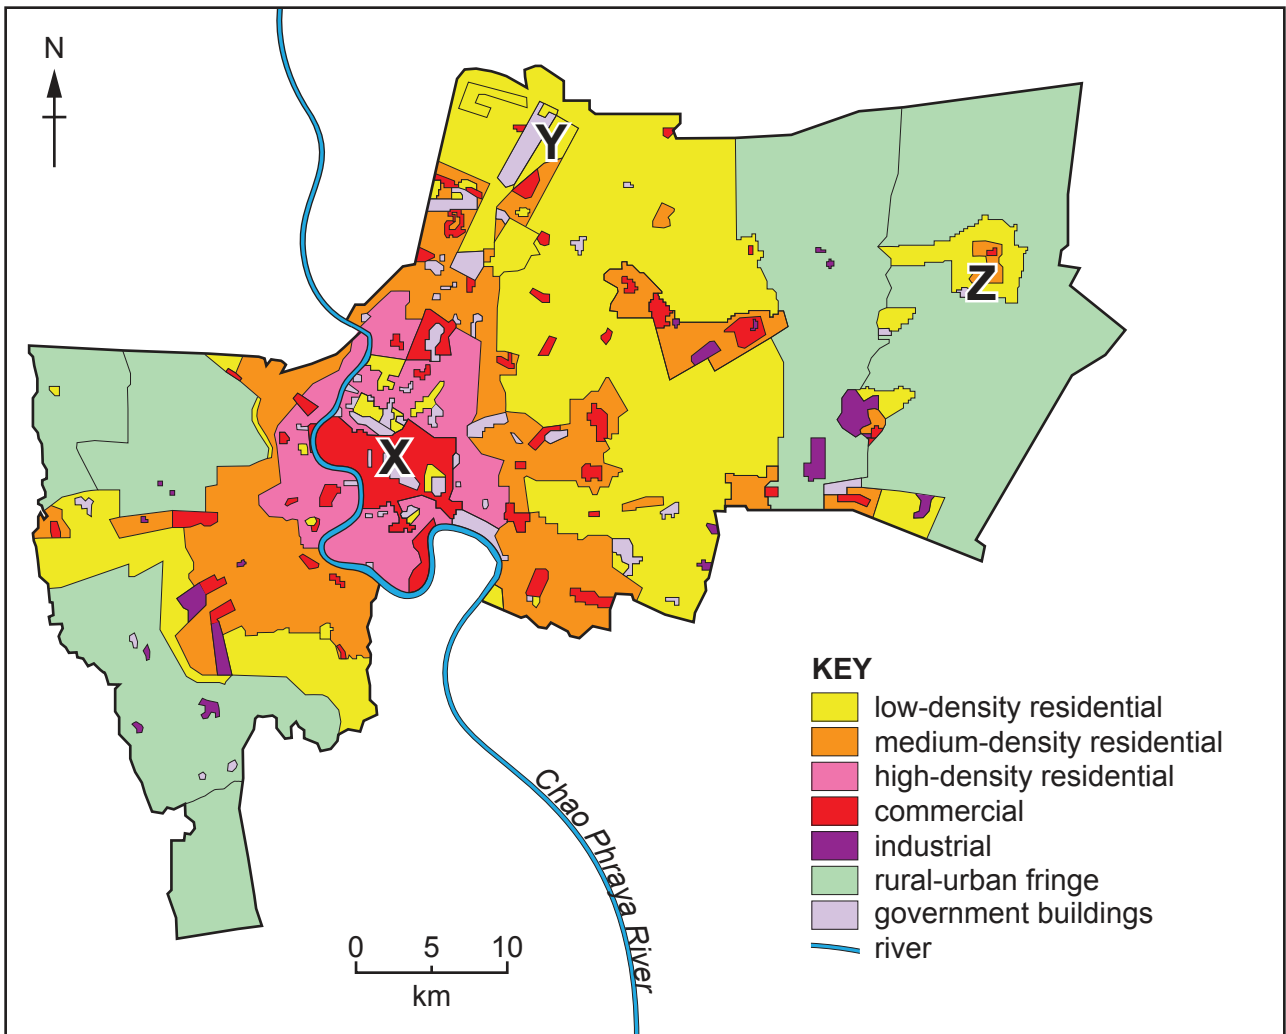 N
Y
Z
X
KEY
low-density residential
medium-density residential
high-density residential
commercial
industrial
rural-urban fringe
government buildings
river
Chao Phraya River
0 5 10
km